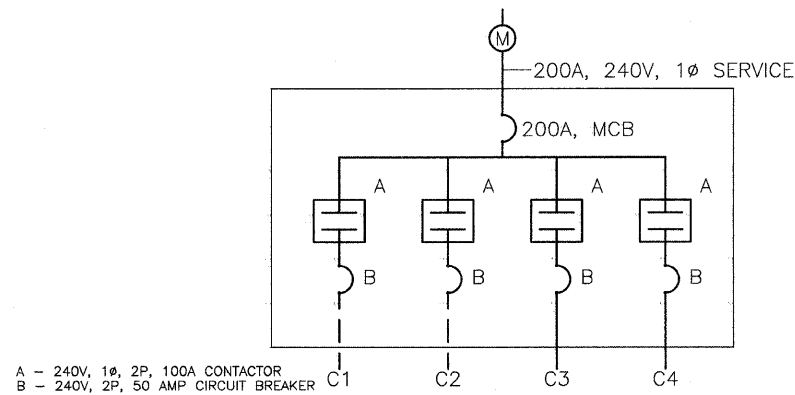 M
200A, 240V, 1ø SERVICE
200A, MCB
A A A A
B B B B
A – 240V, 1ø, 2P, 100A CONTACTOR
B – 240V, 2P, 50 AMP CIRCUIT BREAKER
C1 C2 C3 C4